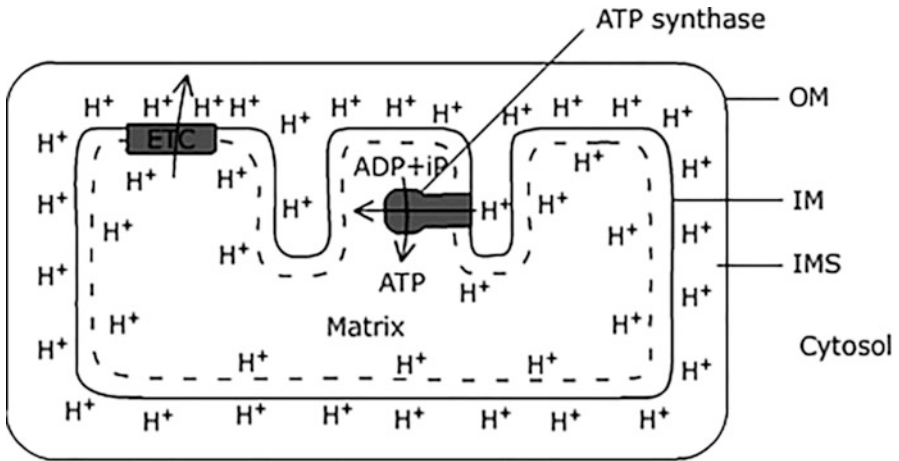 ATP synthase
H⁺ H⁺ H⁺ H⁺ H⁺ H⁺ H⁺ H⁺ H⁺ H⁺ H⁺ OM
H⁺
H⁺ ETC
ADP+iP H⁺ H⁺
H⁺ H⁺
H⁺ H⁺ H⁺ H⁺ IM
H⁺ H⁺ H⁺
H⁺
H⁺ IMS
ATP H⁺ H⁺
H⁺ Matrix H⁺
H⁺ Cytosol
H⁺ H⁺ H⁺ H⁺
H⁺ H⁺ H⁺ H⁺ H⁺ H⁺ H⁺ H⁺